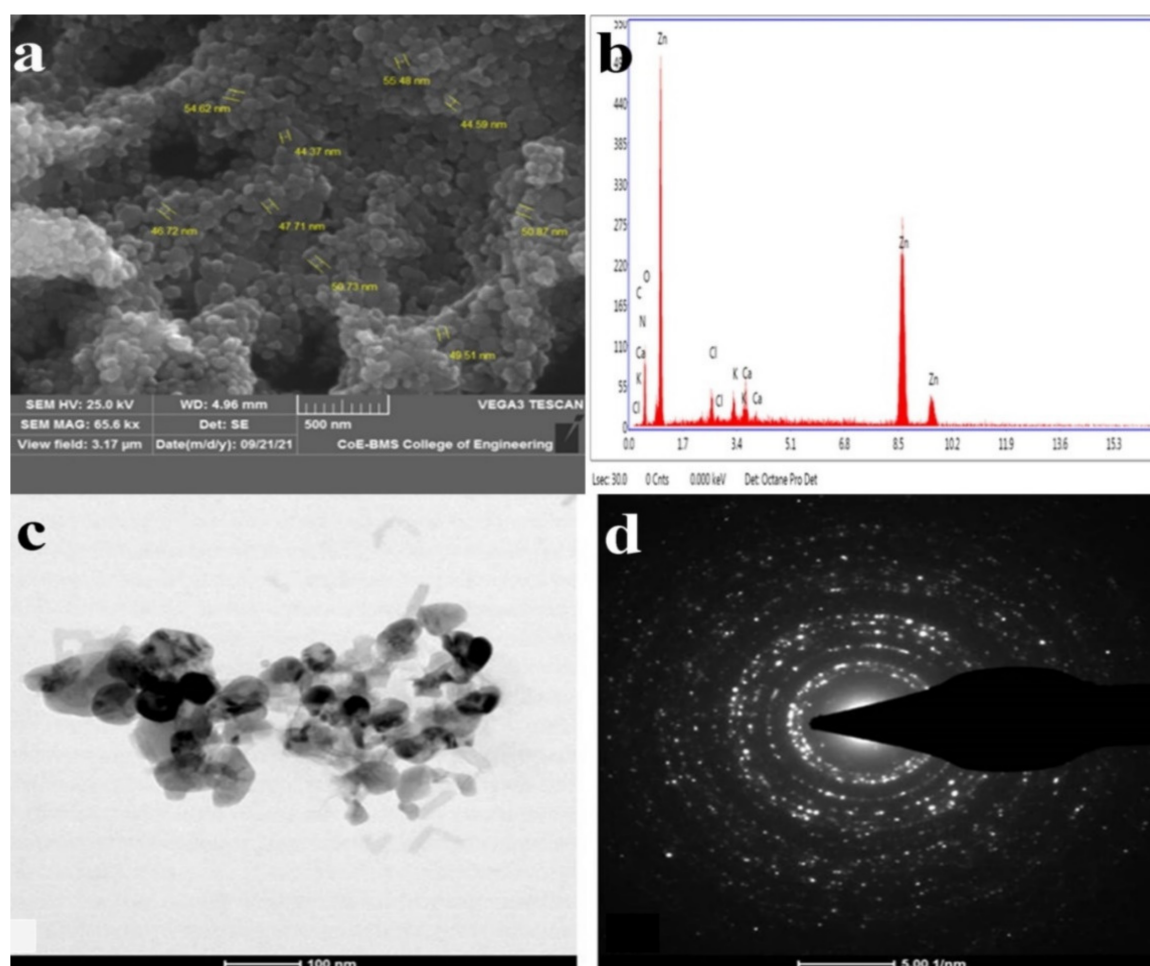 a
55.48 nm
54.62 nm
44.59 nm
44.37 nm
46.72 nm
47.71 nm
50.87 nm
49.51 nm
SEM HV: 25.0 kV WD: 4.96 mm VEGA3 TESCAN
SEM MAG: 65.6 kx Det: SE 500 nm
View field: 3.17 µm Date(m/d/y): 09/21/21 CoE-BMS College of Engineering
b
Zn
440
385
330
275
220
165
110
55
0
O
C
N
Ca
K
Cl
Cl
Cl
K
K
Ca
Ca
Zn
Zn
0.0 1.7 3.4 5.1 6.8 8.5 10.2 11.9 13.6 15.3
Lsec: 30.0 0 Cnts 0.000 keV Det: Octane Pro Det
c
100 nm
d
5.00 1/nm